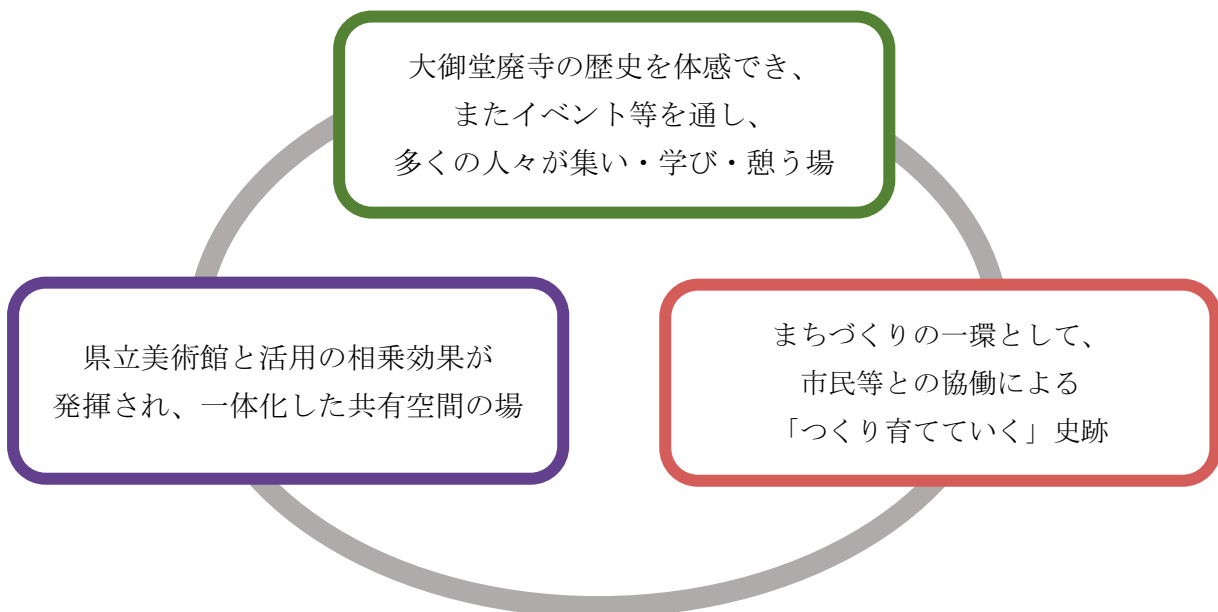 大御堂廃寺の歴史を体感でき、
またイベント等を通し、
多くの人々が集い・学び・憩う場
県立美術館と活用の相乗効果が
発揮され、一体化した共有空間の場
まちづくりの一環として、
市民等との協働による
「つくり育てていく」史跡